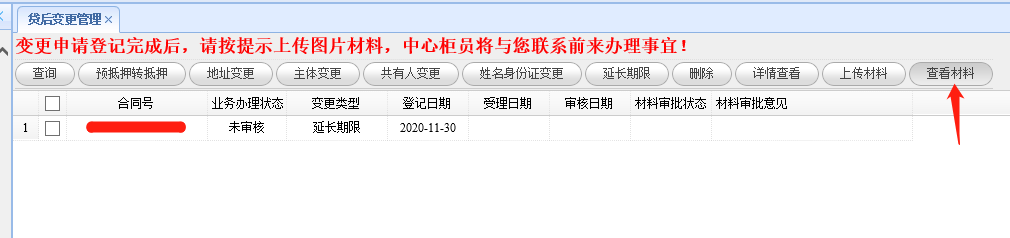 贷后变更管理
变更申请登记完成后，请按提示上传图片材料，中心柜员将与您联系前来办理事宜！
查询 预抵押转抵押 地址变更 主体变更 共有人变更 姓名身份证变更 延长期限 删除 详情查看 上传材料 查看材料
合同号 业务办理状态 变更类型 登记日期 受理日期 审核日期 材料审批状态 材料审批意见
1 未审核 延长期限 2020-11-30